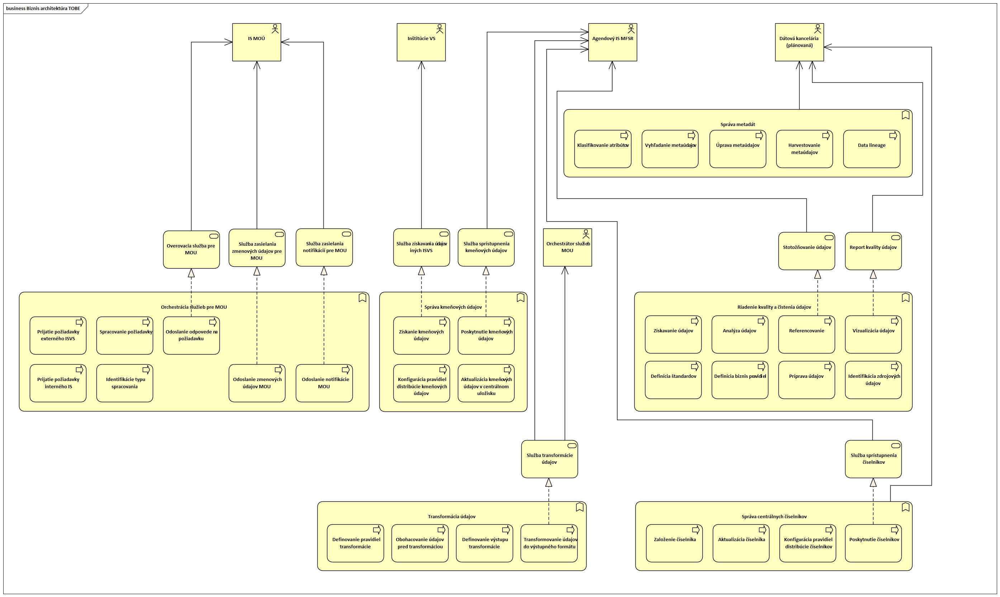 business Biznis architektúra TOBE
IS MOÚ
Inštitúcie VS
Agendový IS MFSR
Dátová kancelária
(plánovaná)
Správa metadát
Klasifikovanie atribútov
Vyhľadanie metaúdajov
Úprava metaúdajov
Harvestovanie
metaúdajov
Data lineage
Overovacia služba pre
MOU
Služba zasielania
zmenových údajov pre
MOU
Služba zasielania
notifikácií pre MOU
Služba získavania údajov
iných ISVS
Služba sprístupnenia
kmeňových údajov
Orchestrátor služieb
MOU
Stotožňovanie údajov
Report kvality údajov
Orchestrácia služieb pre MOU
Prijatie požiadavky
externého ISVS
Spracovanie požiadavky
Odoslanie odpovede na
požiadavku
Prijatie požiadavky
interného IS
Identifikácie typu
spracovania
Odoslanie zmenových
údajov MOU
Odoslanie notifikácie
MOU
Správa kmeňových údajov
Získanie kmeňových
údajov
Poskytnutie kmeňových
údajov
Konfigurácia pravidiel
distribúcie kmeňových
údajov
Aktualizácia kmeňových
údajov v centrálnom
uložisku
Riadenie kvality a čistenia údajov
Získavanie údajov
Analýza údajov
Referencovanie
Vizualizácia údajov
Definícia štandardov
Definícia biznis pravidiel
Príprava údajov
Identifikácia zdrojových
údajov
Služba transformácie
údajov
Služba sprístupnenia
číselníkov
Transformácia údajov
Definovanie pravidiel
transformácie
Obohacovanie údajov
pred transformáciou
Definovanie výstupu
transformácie
Transformovanie údajov
do výstupného formátu
Správa centrálnych číselníkov
Založenie číselníka
Aktualizácia číselníka
Konfigurácia pravidiel
distribúcie číselníkov
Poskytnutie číselníkov